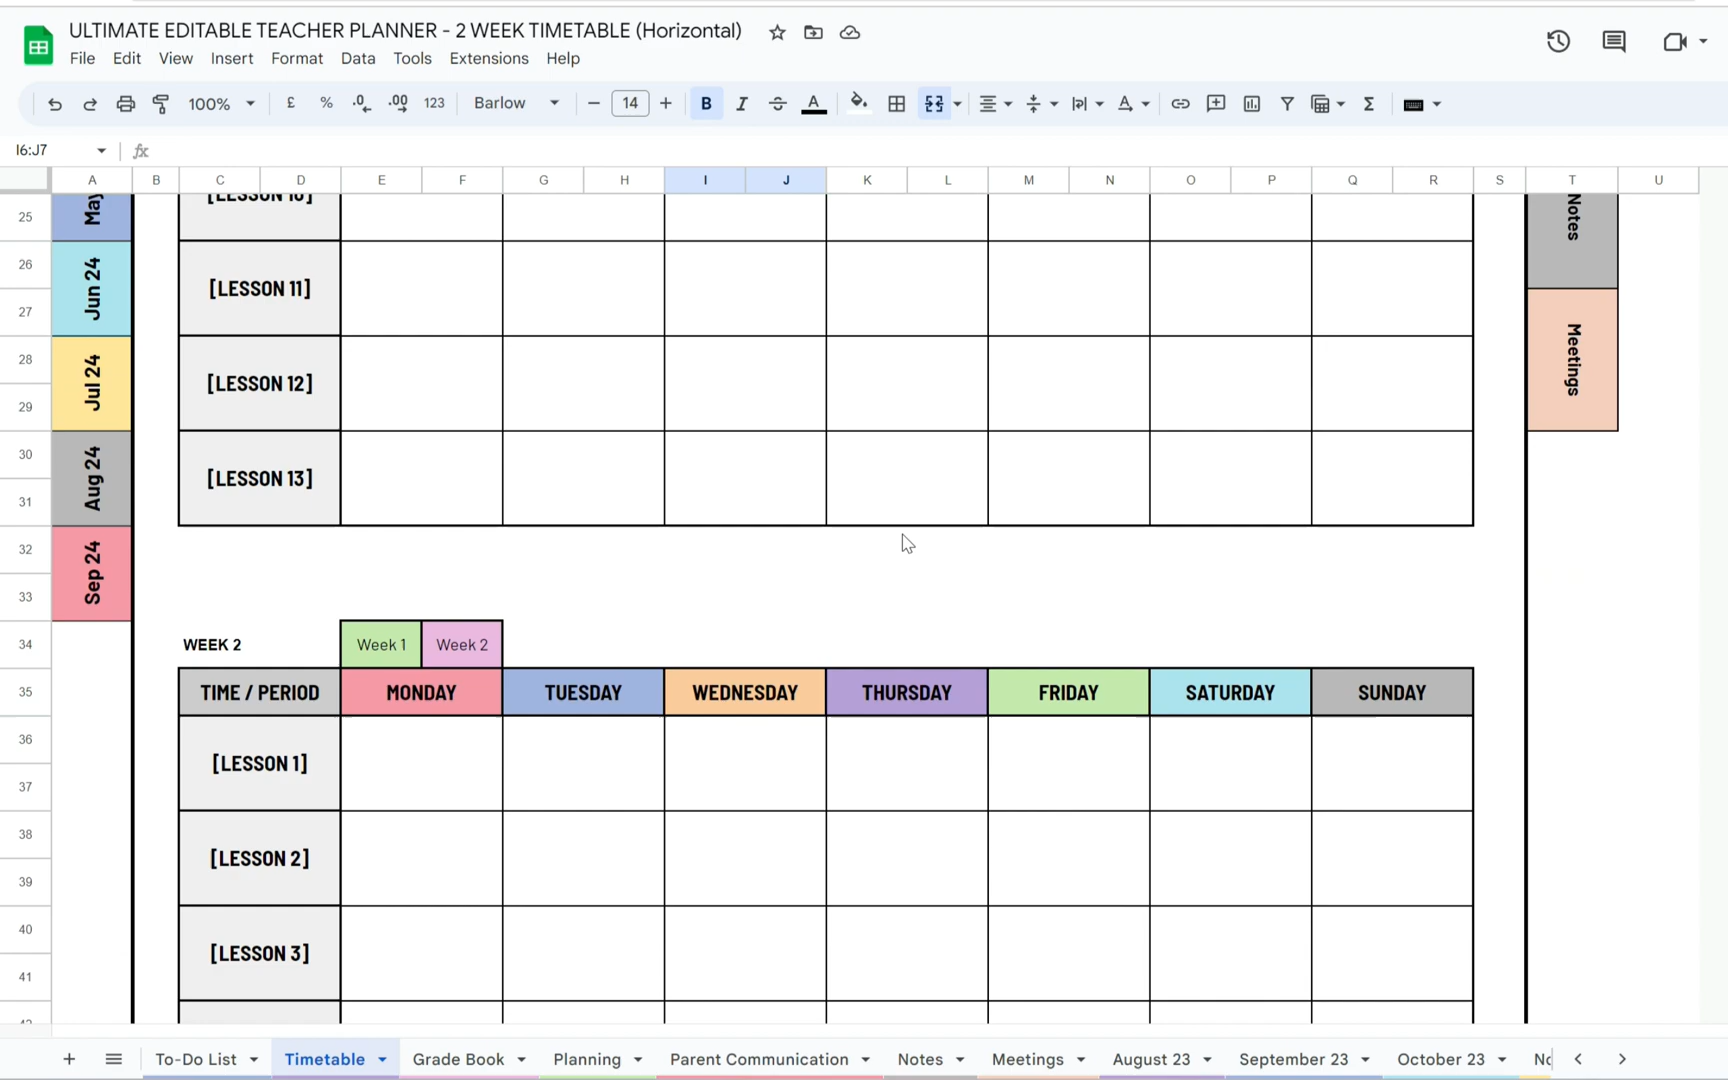 ULTIMATE EDITABLE TEACHER PLANNER - 2 WEEK TIMETABLE (Horizontal)
File Edit View Insert Format Data Tools Extensions Help
100% £ % .0 .00 123 Barlow 14 B I A A Σ
I6:J7 fx
A B C D E F G H I J K L M N O P Q R S T U
25 May [LESSON 10] Notes
26 Jun 24 [LESSON 11]
27
28 Jul 24 [LESSON 12] Meetings
29
30 Aug 24 [LESSON 13]
31
32 Sep 24
33
34 WEEK 2 Week 1 Week 2
35 TIME / PERIOD MONDAY TUESDAY WEDNESDAY THURSDAY FRIDAY SATURDAY SUNDAY
36 [LESSON 1]
37
38 [LESSON 2]
39
40 [LESSON 3]
41
To-Do List Timetable Grade Book Planning Parent Communication Notes Meetings August 23 September 23 October 23